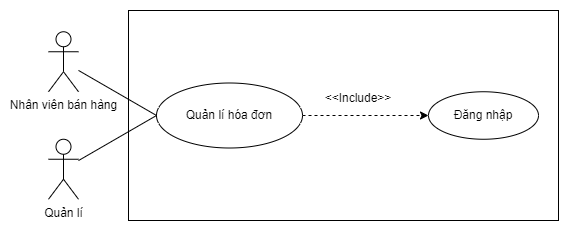 Nhân viên bán hàng
Quản lí hóa đơn
<<Include>>
Đăng nhập
Quản lí